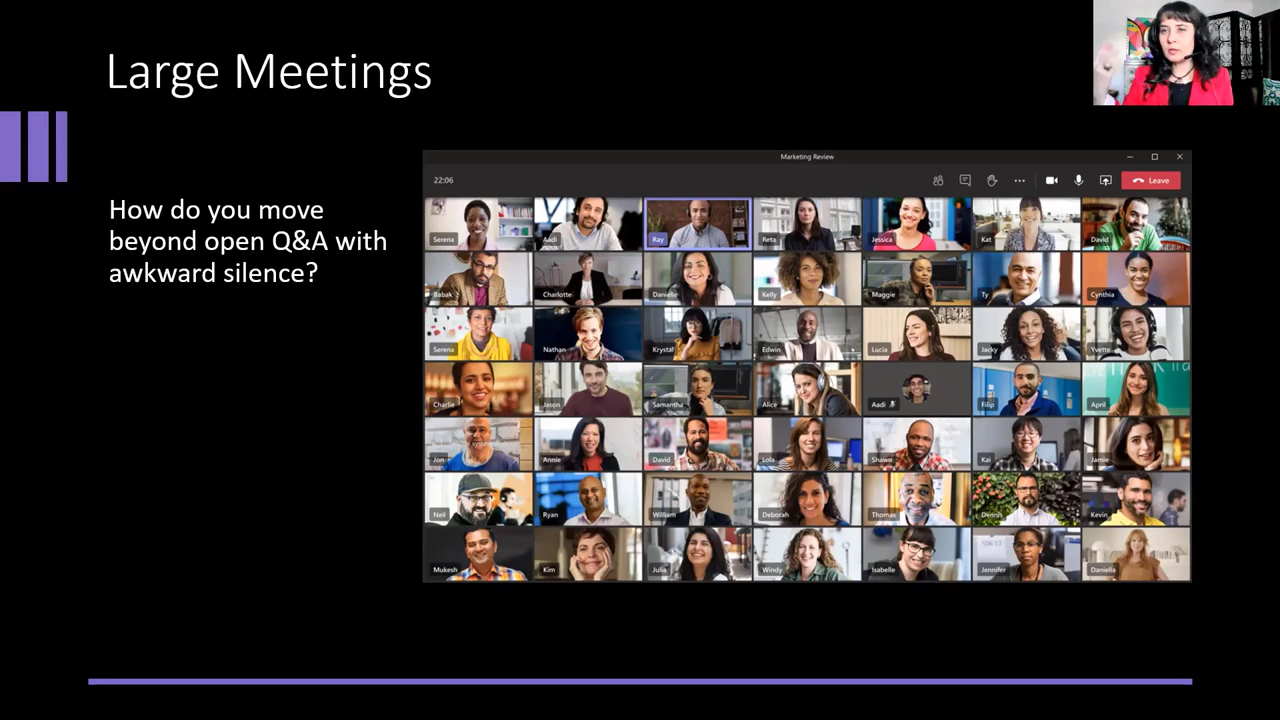 Large Meetings
How do you move
beyond open Q&A with
awkward silence?
Marketing Review
22:06
Leave
Serena
Aadi
Ray
Reta
Jessica
Kat
David
Babak
Charlotte
Danielle
Kelly
Maggie
Ty
Cynthia
Serena
Nathan
Krystal
Edwin
Lucia
Jacky
Yvette
Charlie
Jason
Samantha
Alice
Aadi
Filip
April
Jon
Annie
David
Lola
Shawn
Kai
Jamie
Neil
Ryan
William
Deborah
Thomas
Dennis
Kevin
Mukesh
Kim
Julia
Windy
Isabelle
Jennifer
Daniella